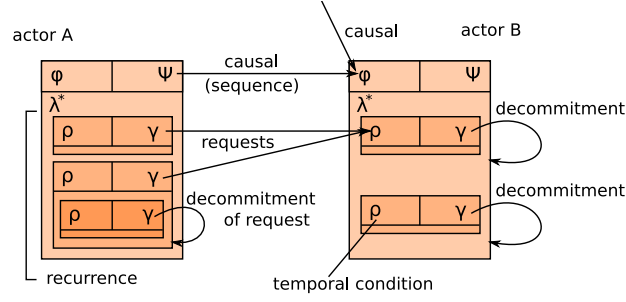 actor A
causal
actor B
φ Ψ
causal
(sequence)
φ Ψ
λ*
λ*
decommitment
ρ γ
requests
ρ γ
ρ γ
decommitment
of request
ρ γ
decommitment
ρ γ
recurrence
temporal condition